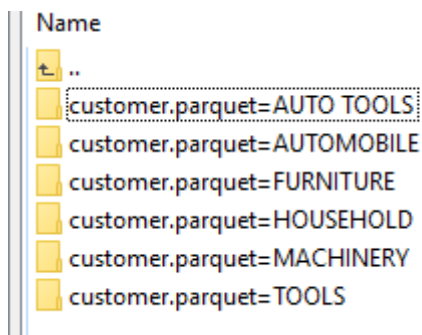 Name
..
customer.parquet=AUTO TOOLS
customer.parquet=AUTOMOBILE
customer.parquet=FURNITURE
customer.parquet=HOUSEHOLD
customer.parquet=MACHINERY
customer.parquet=TOOLS